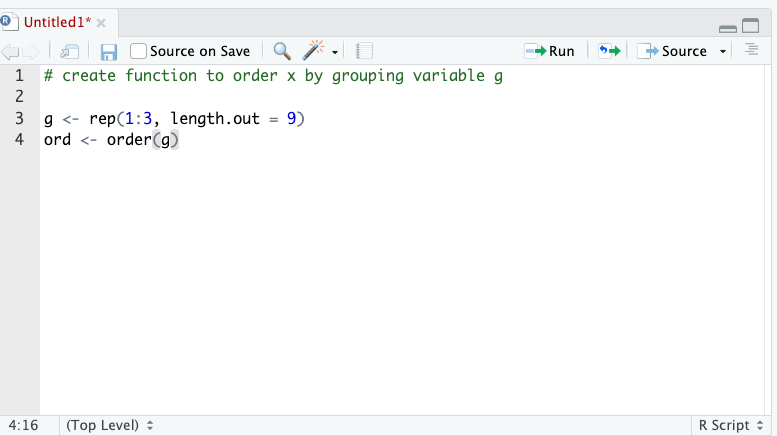 Untitled1*
Source on Save
Run
Source
1 # create function to order x by grouping variable g
2
3 g <- rep(1:3, length.out = 9)
4 ord <- order(g)
4:16 (Top Level) R Script